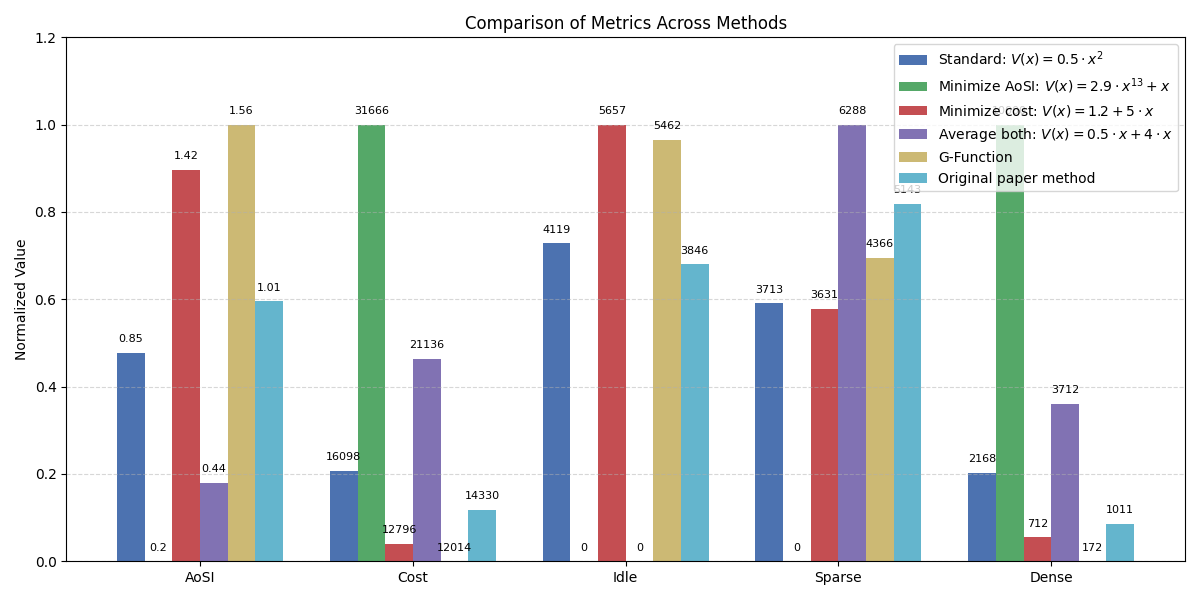 Comparison of Metrics Across Methods
Normalized Value
1.2
1.0
0.8
0.6
0.4
0.2
0.0
Standard: V(x) = 0.5 · x²
Minimize AoSI: V(x) = 2.9 · x¹³ + x
Minimize cost: V(x) = 1.2 + 5 · x
Average both: V(x) = 0.5 · x + 4 · x
G-Function
Original paper method
0.85
0.2
1.42
0.44
1.56
1.01
16098
31666
12796
21136
12014
14330
4119
0
5657
0
5462
3846
3713
0
3631
6288
4366
5143
2168
712
3712
172
1011
AoSI
Cost
Idle
Sparse
Dense